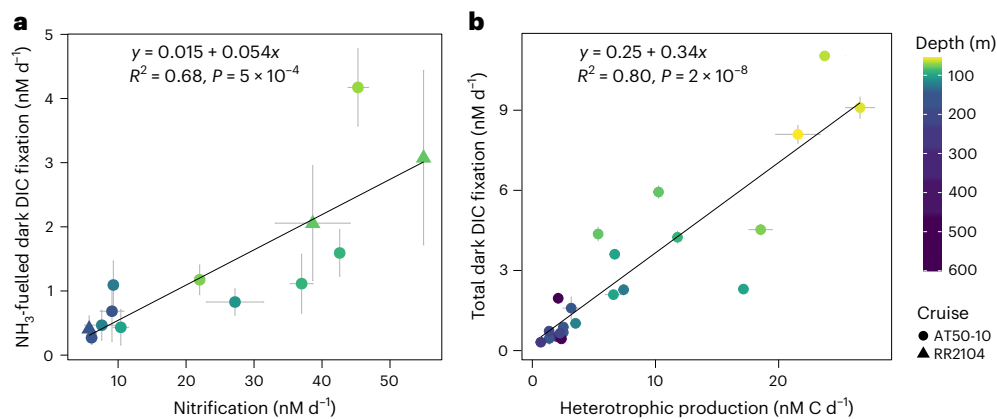 a
y = 0.015 + 0.054x
R² = 0.68, P = 5 × 10⁻⁴
NH₃-fuelled dark DIC fixation (nM d⁻¹)
5
4
3
2
1
0
10
20
30
40
50
Nitrification (nM d⁻¹)
b
y = 0.25 + 0.34x
R² = 0.80, P = 2 × 10⁻⁸
Total dark DIC fixation (nM d⁻¹)
9
6
3
0
0
10
20
Heterotrophic production (nM C d⁻¹)
Depth (m)
100
200
300
400
500
600
Cruise
AT50-10
RR2104